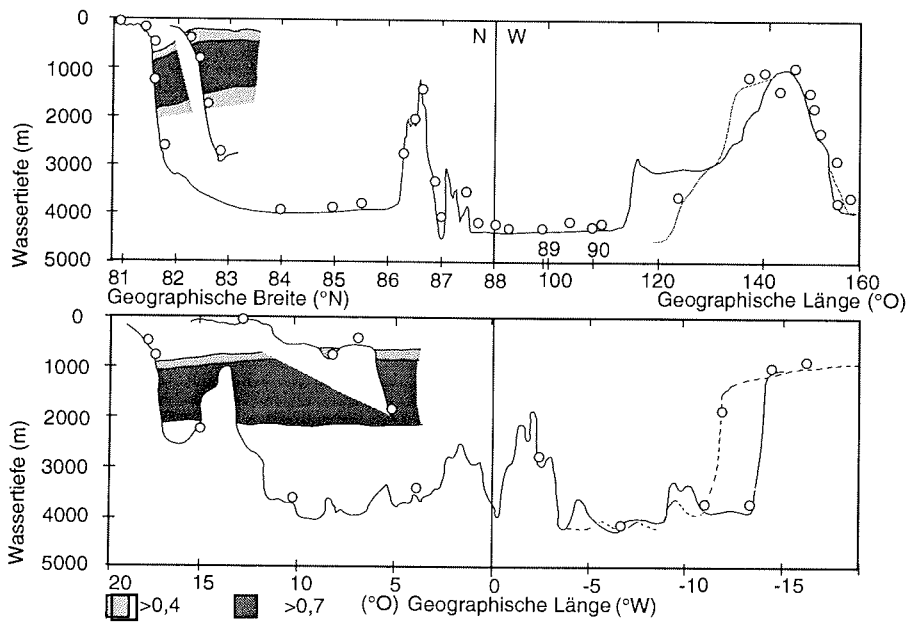 0
1000
2000
3000
4000
5000
Wassertiefe (m)
N W
89 90
81 82 83 84 85 86 87 88 100 120 140 160
Geographische Breite (°N) Geographische Länge (°O)
0
1000
2000
3000
4000
5000
Wassertiefe (m)
20 15 10 5 0 -5 -10 -15
>0,4 >0,7 (°O) Geographische Länge (°W)